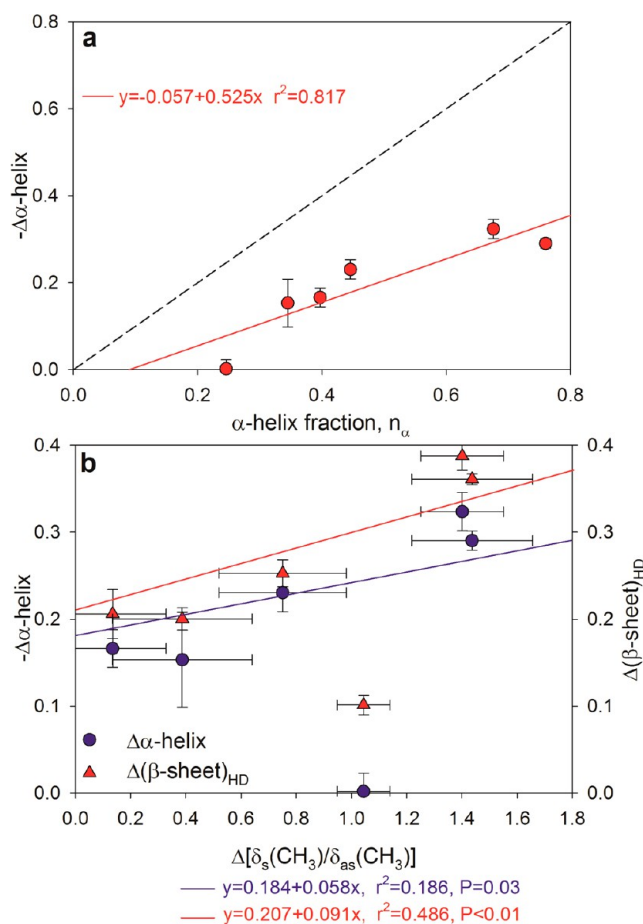 a
y=-0.057+0.525x r²=0.817
-Δα-helix
0.8
0.6
0.4
0.2
0.0
0.0 0.2 0.4 0.6 0.8
α-helix fraction, nα
b
-Δα-helix
0.4
0.3
0.2
0.1
0.0
Δα-helix
Δ(β-sheet)HD
0.4
0.3
0.2
0.1
0.0
Δ(β-sheet)HD
0.0 0.2 0.4 0.6 0.8 1.0 1.2 1.4 1.6 1.8
Δ[δs(CH3)/δas(CH3)]
y=0.184+0.058x, r²=0.186, P=0.03
y=0.207+0.091x, r²=0.486, P<0.01